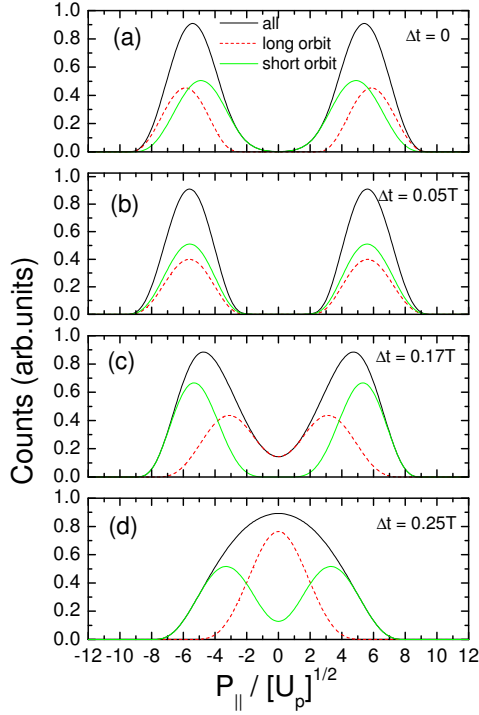 (a)
all
long orbit
short orbit
Δt = 0
1.0
0.8
0.6
0.4
0.2
0.0
(b)
Δt = 0.05T
1.0
0.8
0.6
0.4
0.2
0.0
(c)
Δt = 0.17T
1.0
0.8
0.6
0.4
0.2
0.0
(d)
Δt = 0.25T
1.0
0.8
0.6
0.4
0.2
0.0
Counts (arb.units)
-12 -10 -8 -6 -4 -2 0 2 4 6 8 10 12
P|| / [Up]1/2